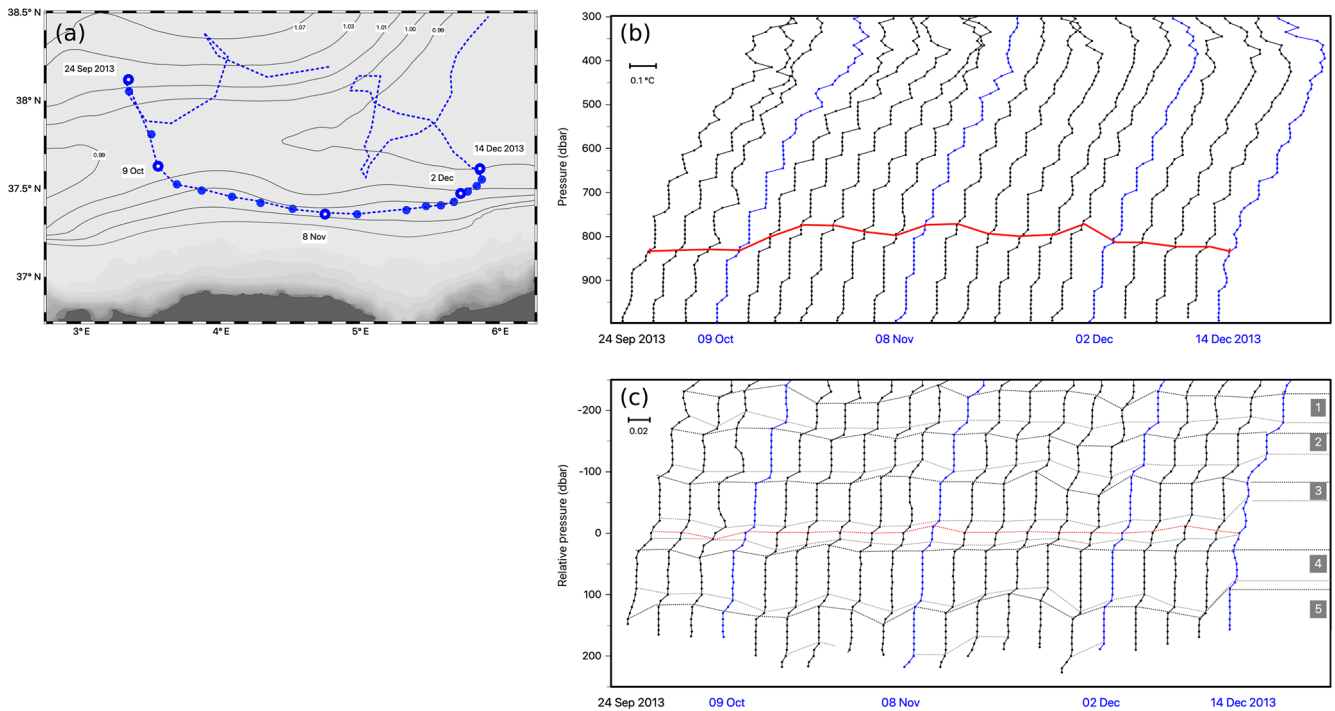 (a)
38.5° N
38° N
37.5° N
37° N
3° E
4° E
5° E
6° E
1.07
1.03
1.01
1.00
0.99
0.99
24 Sep 2013
9 Oct
8 Nov
2 Dec
14 Dec 2013
(b)
0.1 °C
Pressure (dbar)
300
400
500
600
700
800
900
24 Sep 2013
09 Oct
08 Nov
02 Dec
14 Dec 2013
(c)
0.02
Relative pressure (dbar)
-200
-100
0
100
200
1
2
3
4
5
24 Sep 2013
09 Oct
08 Nov
02 Dec
14 Dec 2013